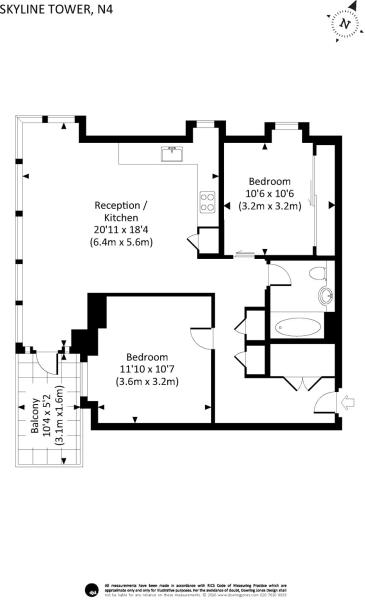 SKYLINE TOWER, N4
N
Bedroom
10'6 x 10'6
(3.2m x 3.2m)
Reception /
Kitchen
20'11 x 18'4
(6.4m x 5.6m)
Bedroom
11'10 x 10'7
(3.6m x 3.2m)
Balcony
10'4 x 5'2
(3.1m x1.6m)
All measurements have been made in accordance with RICS Code of Measuring Practice which are
approximate only and only for illustrative purposes. For the avoidance of doubt, Dowling Jones Design shall
not be liable for any reliance on these measurements.